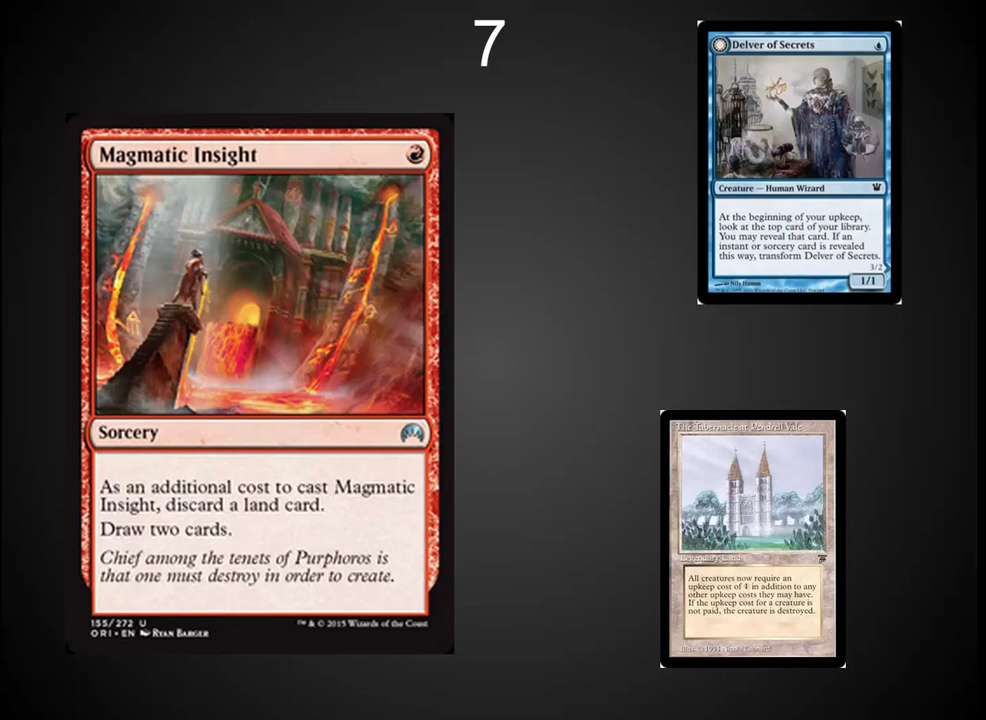 7
Magmatic Insight
Sorcery
As an additional cost to cast Magmatic
Insight, discard a land card.
Draw two cards.
Chief among the tenets of Purphoros is
that one must destroy in order to create.
155/272 U
ORI • EN RYAN BARGER
™ & © 2015 Wizards of the Coast
Delver of Secrets
Creature — Human Wizard
At the beginning of your upkeep,
look at the top card of your library.
You may reveal that card. If an
instant or sorcery card is revealed
this way, transform Delver of Secrets.
3/2
Nils Hamm
1/1
The Tabernacle at Pendrell Vale
Legendary Land
All creatures now require an
upkeep cost of 1 in addition to any
other upkeep costs they may have.
If the upkeep cost for a creature is
not paid, the creature is destroyed.
Illus. © 1994